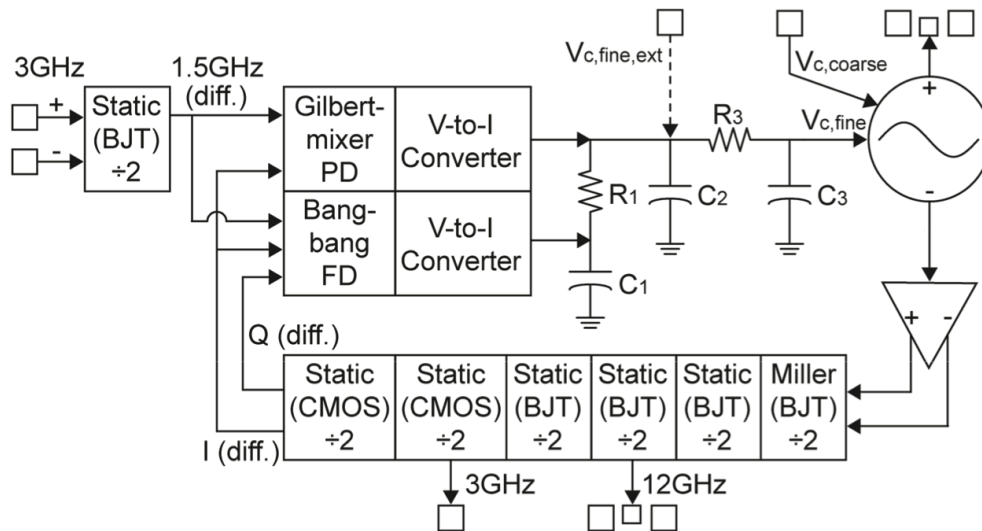 3GHz
+
-
Static
(BJT)
÷2
1.5GHz
(diff.)
Gilbert-
mixer
PD
V-to-I
Converter
Bang-
bang
FD
V-to-I
Converter
Vc,fine,ext
Vc,coarse
Vc,fine
R3
R1
C2
C3
C1
+
-
+ -
Q (diff.)
I (diff.)
Static
(CMOS)
÷2
Static
(CMOS)
÷2
Static
(BJT)
÷2
Static
(BJT)
÷2
Static
(BJT)
÷2
Miller
(BJT)
÷2
3GHz
12GHz